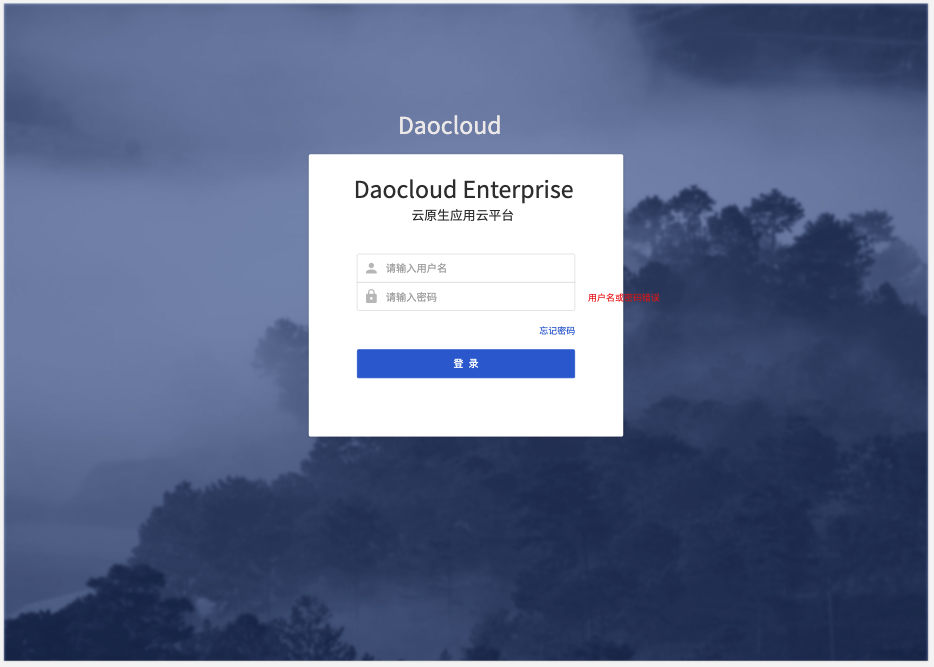 Daocloud
Daocloud Enterprise
云原生应用云平台
请输入用户名
请输入密码
用户名或密码错误
忘记密码
登 录